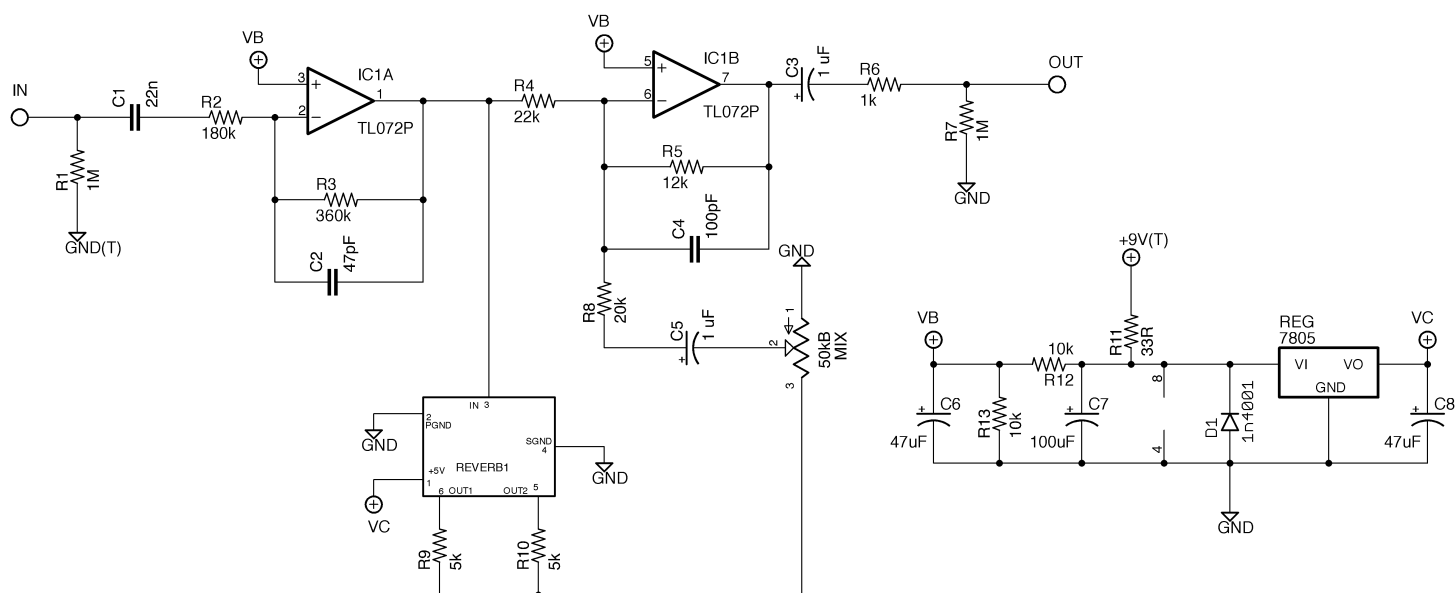 IN
C1
22n
R1
1M
GND(T)
R2
180k
VB
3
+
2
−
1
IC1A
TL072P
R3
360k
C2
47pF
R4
22k
VB
5
+
6
−
7
IC1B
TL072P
R5
12k
C4
100pF
C3
1 uF
+
R6
1k
R7
1M
GND
OUT
R8
20k
C5
1 uF
+
GND
1
2
3
50kB
MIX
IN 3
2
PGND
GND
SGND
4
GND
REVERB1
+5V
1
VC
6 OUT1
OUT2 5
R9
5k
R10
5k
+9V(T)
R11
33R
VB
10k
R12
+
C6
47uF
R13
10k
+
C7
100uF
8
4
D1
1n4001
GND
REG
7805
VI
VO
GND
VC
+
C8
47uF